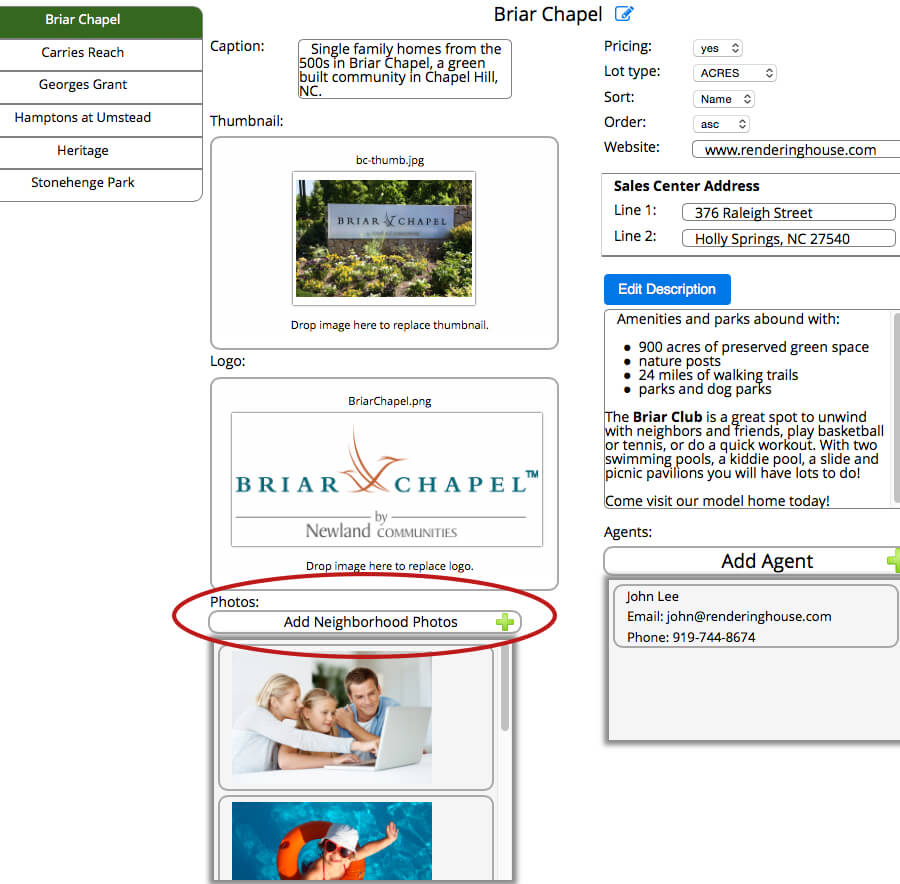 Briar Chapel
Briar Chapel
Carries Reach
Georges Grant
Hamptons at Umstead
Heritage
Stonehenge Park
Caption:
Single family homes from the
500s in Briar Chapel, a green
built community in Chapel Hill,
NC.
Thumbnail:
bc-thumb.jpg
BRIAR CHAPEL
Drop image here to replace thumbnail.
Logo:
BriarChapel.png
BRIAR CHAPEL™
by
Newland COMMUNITIES
Drop image here to replace logo.
Photos:
Add Neighborhood Photos
Pricing: yes
Lot type: ACRES
Sort: Name
Order: asc
Website: www.renderinghouse.com
Sales Center Address
Line 1: 376 Raleigh Street
Line 2: Holly Springs, NC 27540
Edit Description
Amenities and parks abound with:
• 900 acres of preserved green space
• nature posts
• 24 miles of walking trails
• parks and dog parks
The Briar Club is a great spot to unwind
with neighbors and friends, play basketball
or tennis, or do a quick workout. With two
swimming pools, a kiddie pool, a slide and
picnic pavilions you will have lots to do!
Come visit our model home today!
Agents:
Add Agent
John Lee
Email: john@renderinghouse.com
Phone: 919-744-8674